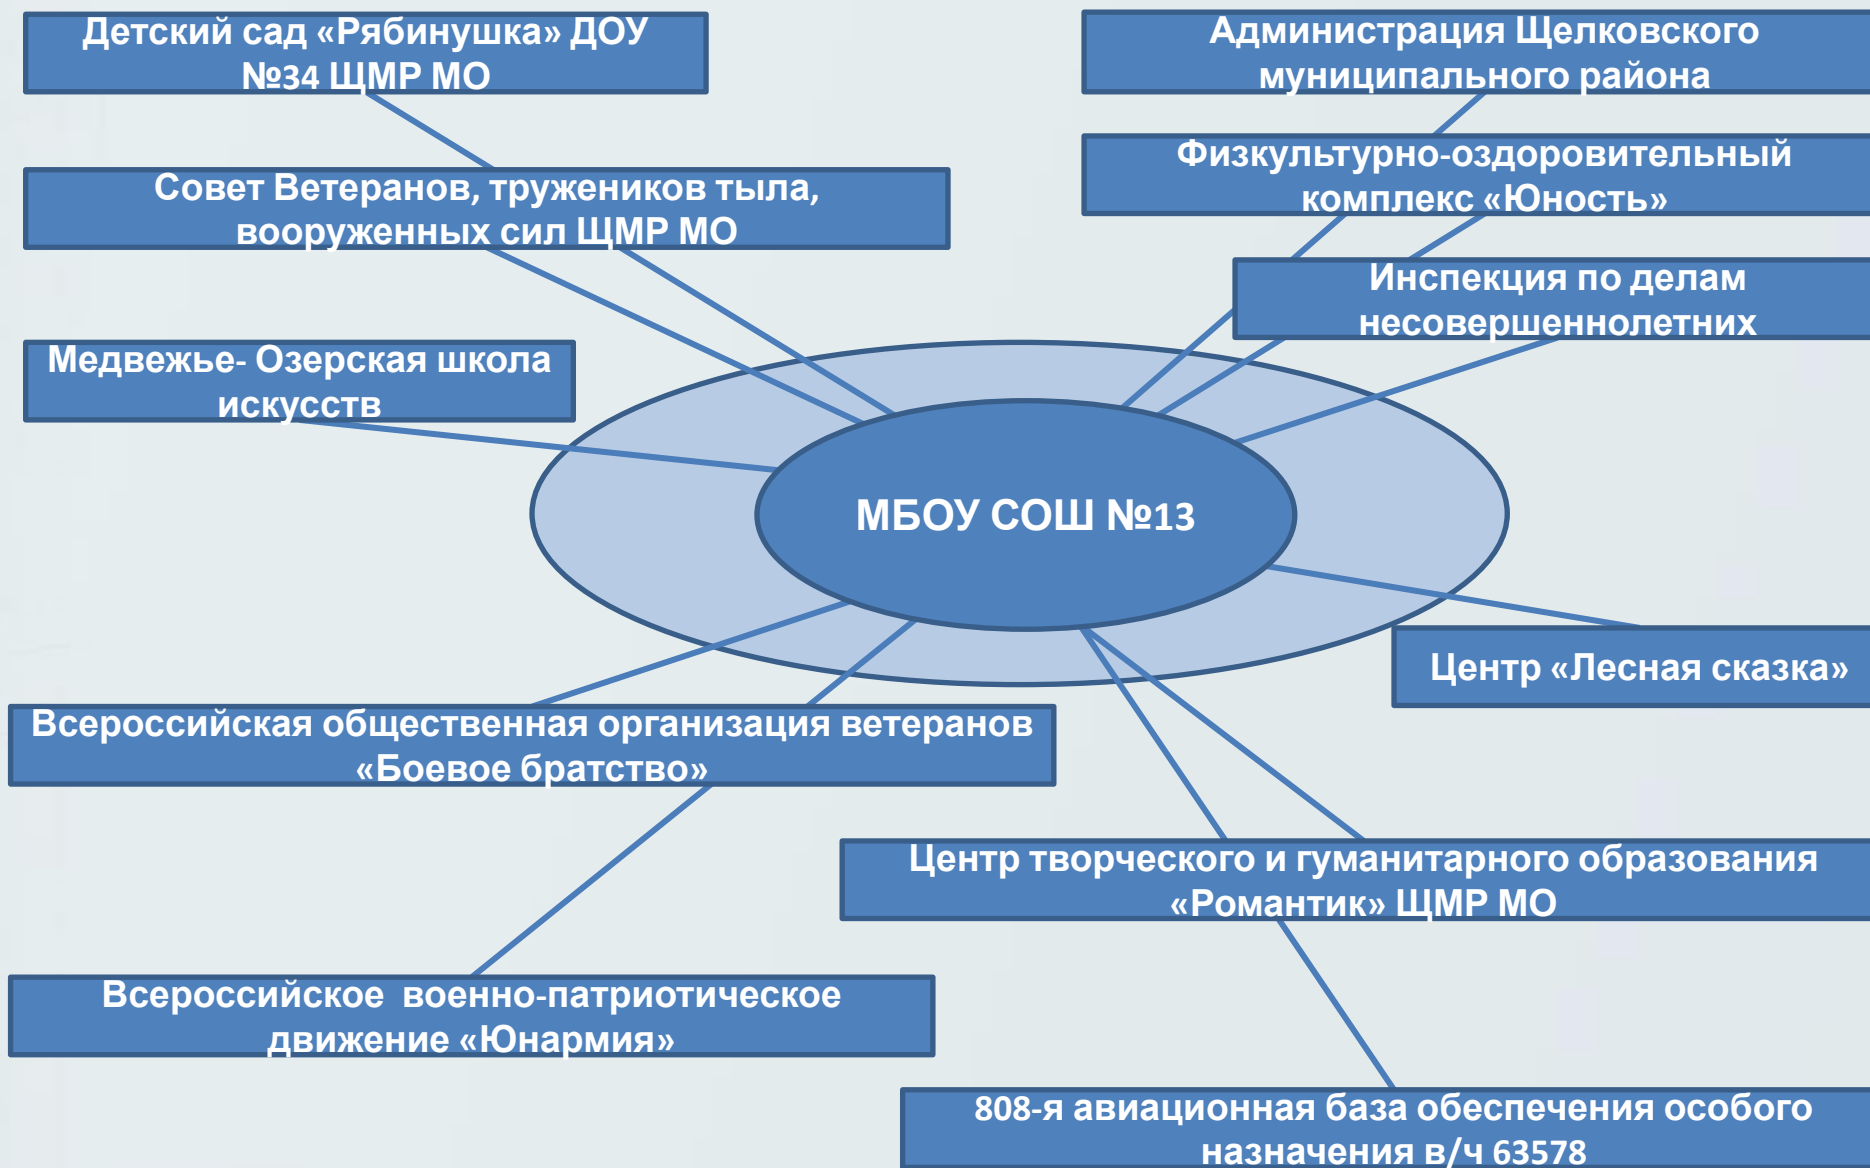 Детский сад «Рябинушка» ДОУ
№34 ЩМР МО
Администрация Щелковского
муниципального района
Физкультурно-оздоровительный
комплекс «Юность»
Совет Ветеранов, тружеников тыла,
вооруженных сил ЩМР МО
Инспекция по делам
несовершеннолетних
Медвежье- Озерская школа
искусств
МБОУ СОШ №13
Центр «Лесная сказка»
Всероссийская общественная организация ветеранов
«Боевое братство»
Центр творческого и гуманитарного образования
«Романтик» ЩМР МО
Всероссийское  военно-патриотическое
движение «Юнармия»
808-я авиационная база обеспечения особого
назначения в/ч 63578